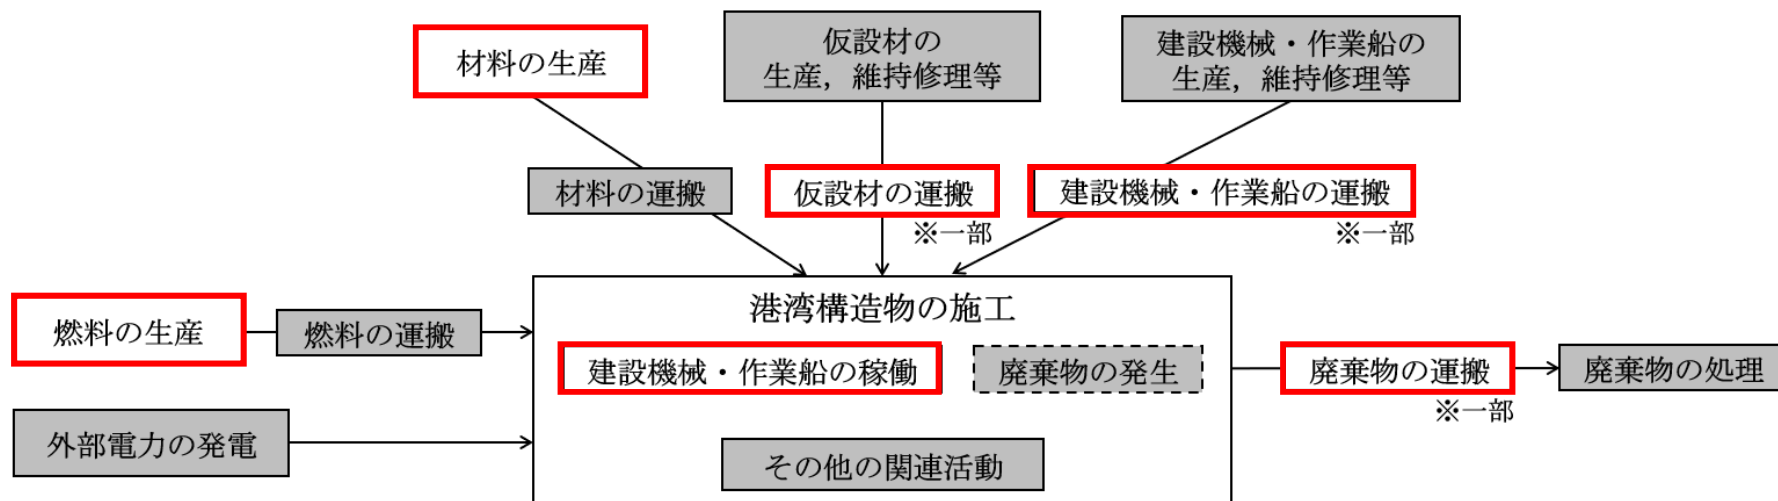 材料の生産
仮設材の
生産，維持修理等
建設機械・作業船の
生産，維持修理等
材料の運搬
仮設材の運搬
※一部
建設機械・作業船の運搬
※一部
港湾構造物の施工
燃料の生産
燃料の運搬
建設機械・作業船の稼働
廃棄物の発生
廃棄物の運搬
※一部
廃棄物の処理
外部電力の発電
その他の関連活動